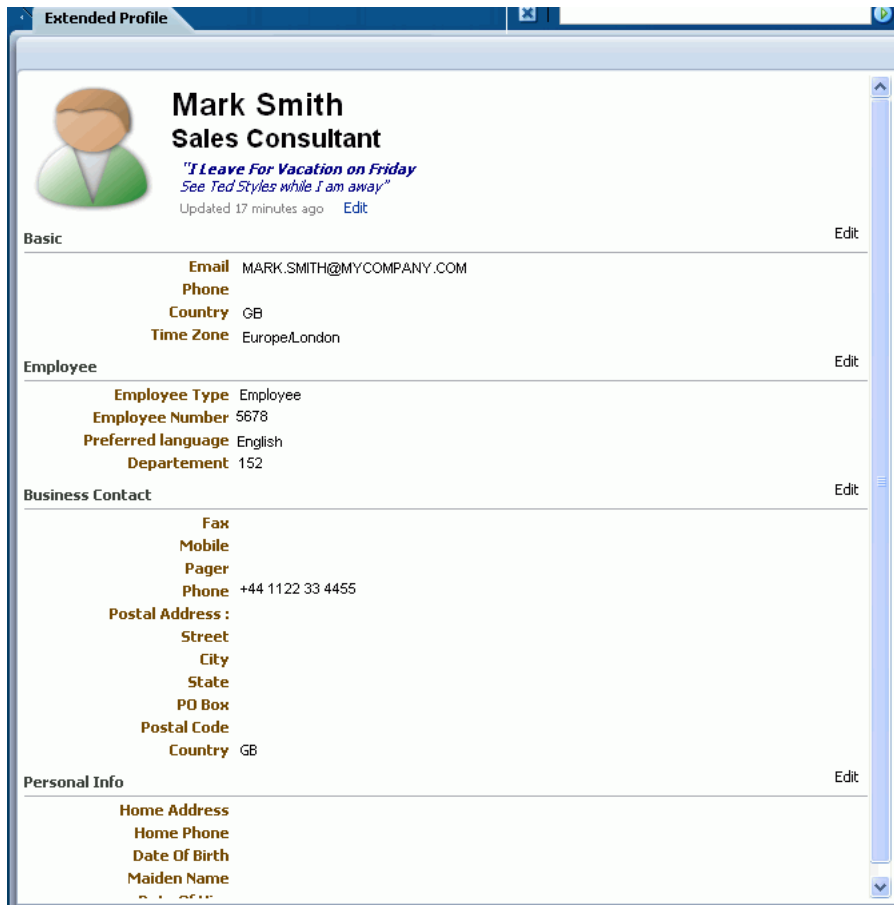 Extended Profile
Mark Smith
Sales Consultant
"I Leave For Vacation on Friday
See Ted Styles while I am away"
Updated 17 minutes ago Edit
Basic Edit
Email MARK.SMITH@MYCOMPANY.COM
Phone
Country GB
Time Zone Europe/London
Employee Edit
Employee Type Employee
Employee Number 5678
Preferred language English
Departement 152
Business Contact Edit
Fax
Mobile
Pager
Phone +44 1122 33 4455
Postal Address :
Street
City
State
PO Box
Postal Code
Country GB
Personal Info Edit
Home Address
Home Phone
Date Of Birth
Maiden Name